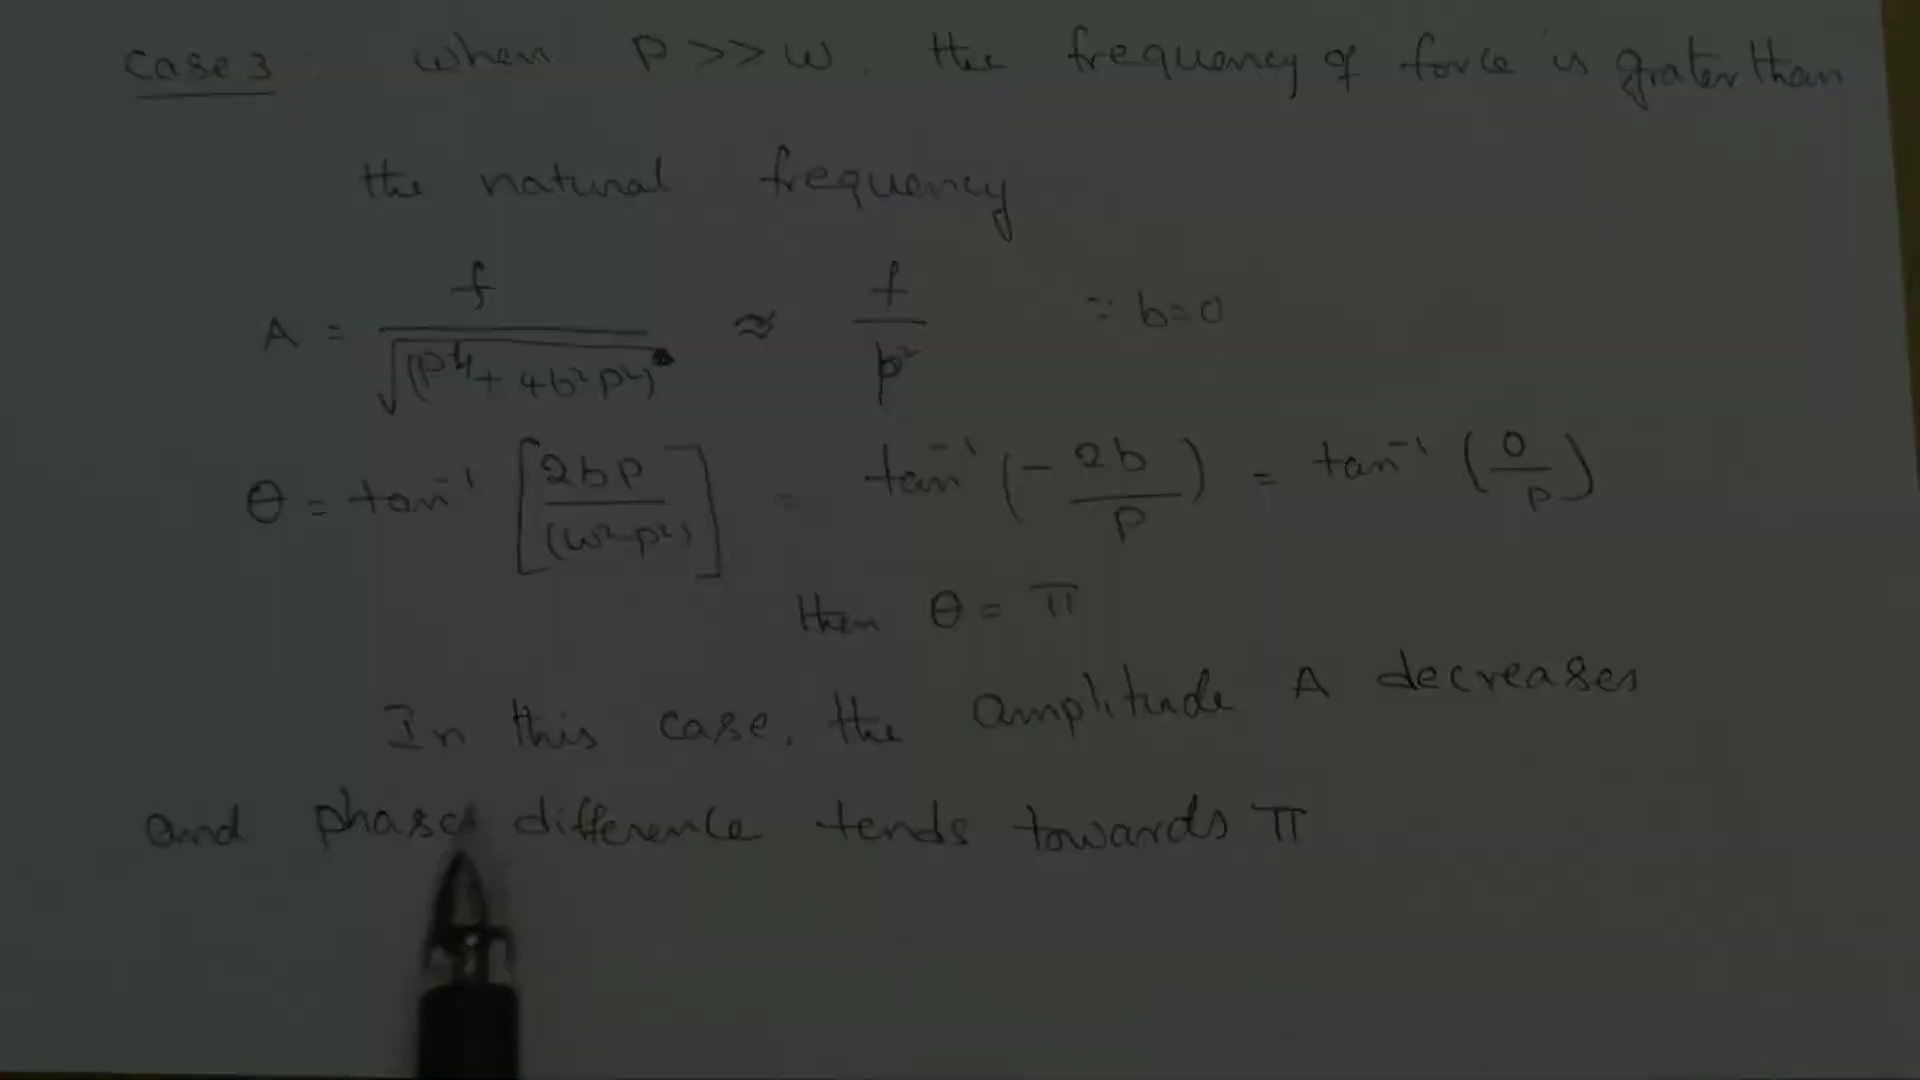 case 3 : when P >> W. the frequency of force is grater than
the natural frequency
A = f / √(P⁴ + 4b²P²) ≈ f / p² ∵ b=0
θ = tan⁻¹ [2bP / (W²-P²)] = tan⁻¹ (- 2b / P) = tan⁻¹ (0 / P)
then θ = π
In this case, the amplitude A decreases
and phase difference tends towards π